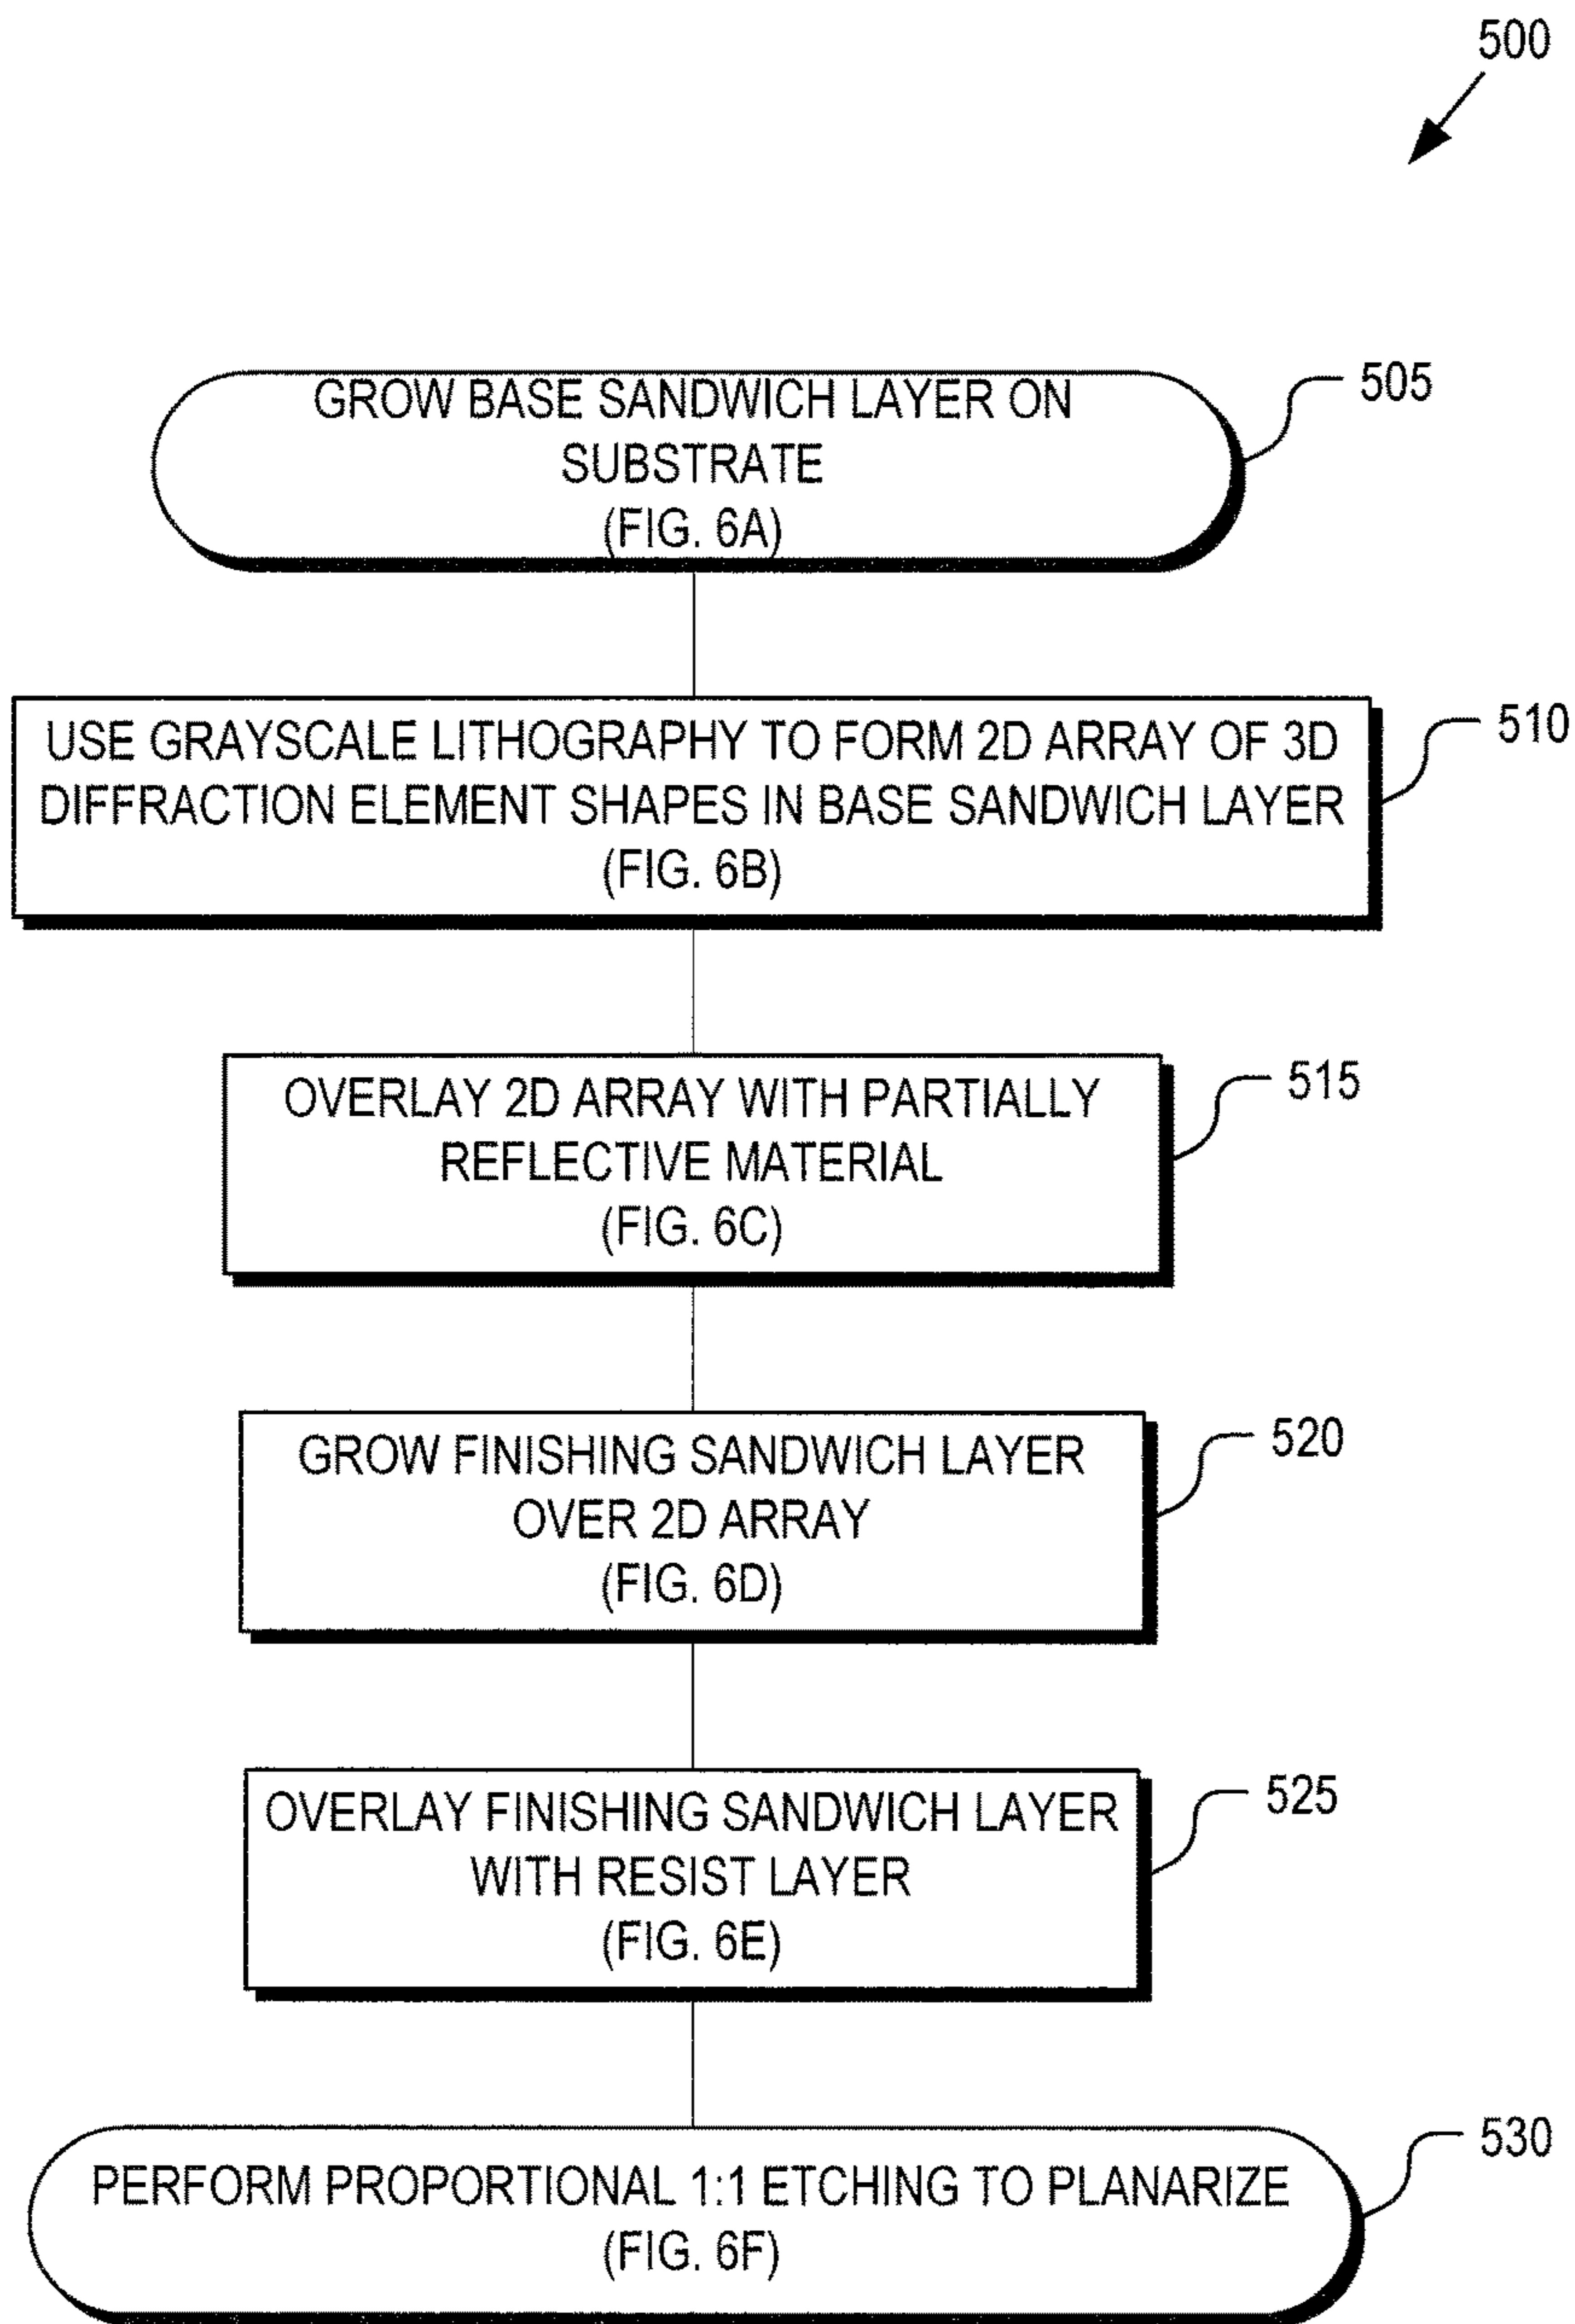 500
GROW BASE SANDWICH LAYER ON
SUBSTRATE
(FIG. 6A)
505
USE GRAYSCALE LITHOGRAPHY TO FORM 2D ARRAY OF 3D
DIFFRACTION ELEMENT SHAPES IN BASE SANDWICH LAYER
(FIG. 6B)
510
OVERLAY 2D ARRAY WITH PARTIALLY
REFLECTIVE MATERIAL
(FIG. 6C)
515
GROW FINISHING SANDWICH LAYER
OVER 2D ARRAY
(FIG. 6D)
520
OVERLAY FINISHING SANDWICH LAYER
WITH RESIST LAYER
(FIG. 6E)
525
PERFORM PROPORTIONAL 1:1 ETCHING TO PLANARIZE
(FIG. 6F)
530